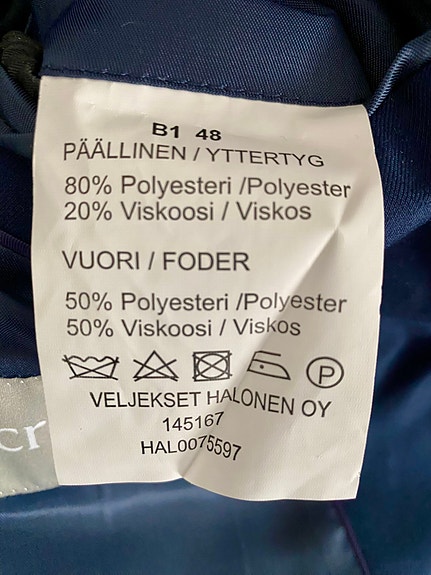 B1 48
PÄÄLLINEN / YTTERTYG
80% Polyesteri /Polyester
20% Viskoosi / Viskos
VUORI / FODER
50% Polyesteri /Polyester
50% Viskoosi / Viskos
P
VELJEKSET HALONEN OY
145167
HAL0075597
cr